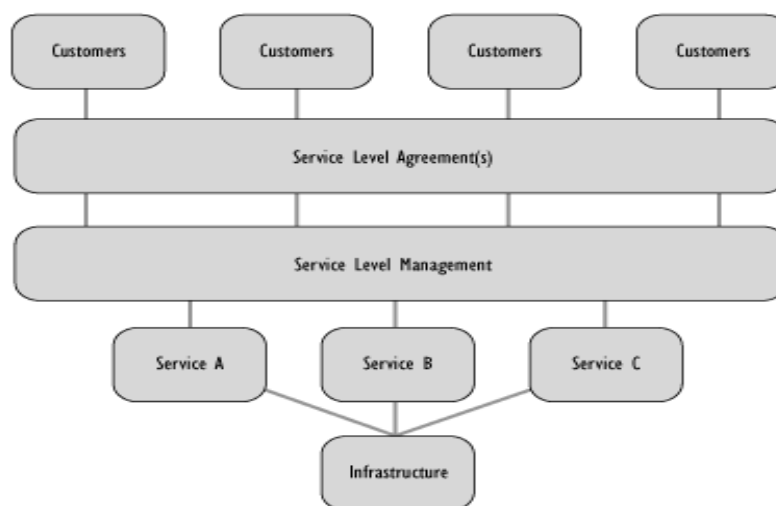 Customers
Customers
Customers
Customers
Service Level Agreement(s)
Service Level Management
Service A
Service B
Service C
Infrastructure